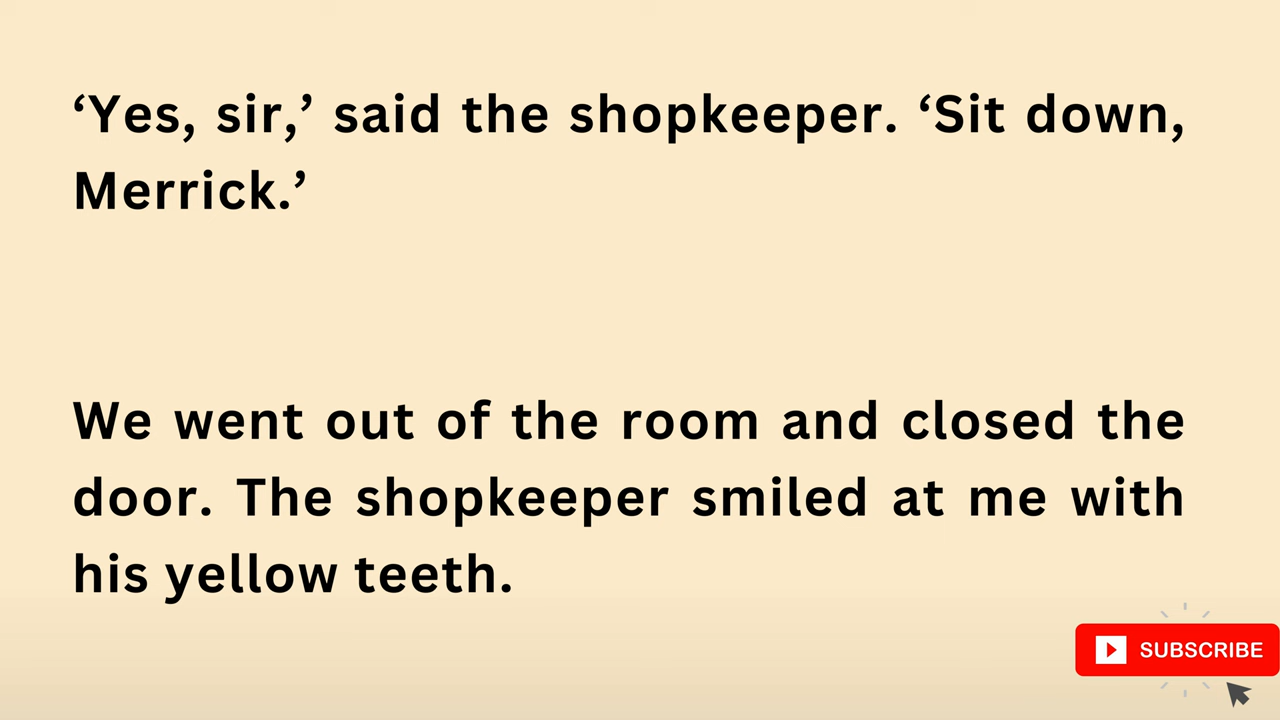 ‘Yes, sir,’ said the shopkeeper. ‘Sit down,
Merrick.’
We went out of the room and closed the
door. The shopkeeper smiled at me with
his yellow teeth.
SUBSCRIBE